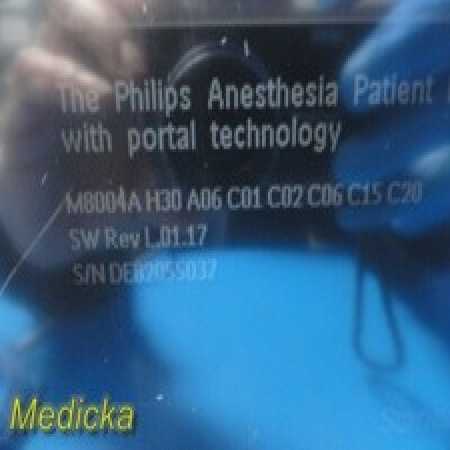 The Philips Anesthesia Patient
with portal technology
M8004A H30 A06 C01 C02 C06 C15 C20
SW Rev L.01.17
S/N
Medicka